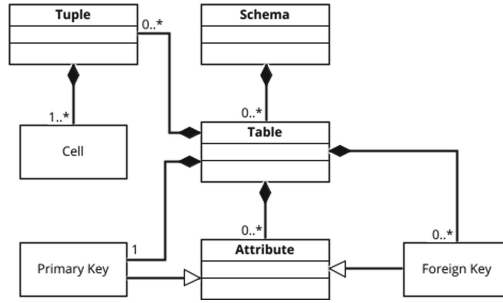 Tuple
Schema
0..*
1..*
0..*
Table
Cell
1
0..*
0..*
Primary Key
Attribute
Foreign Key